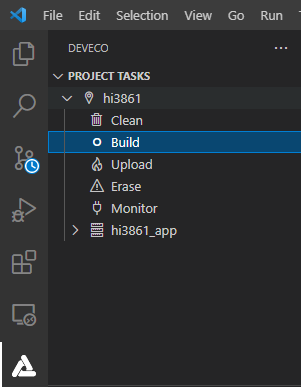 File Edit Selection View Go Run
DEVECO
PROJECT TASKS
hi3861
Clean
Build
Upload
Erase
Monitor
hi3861_app